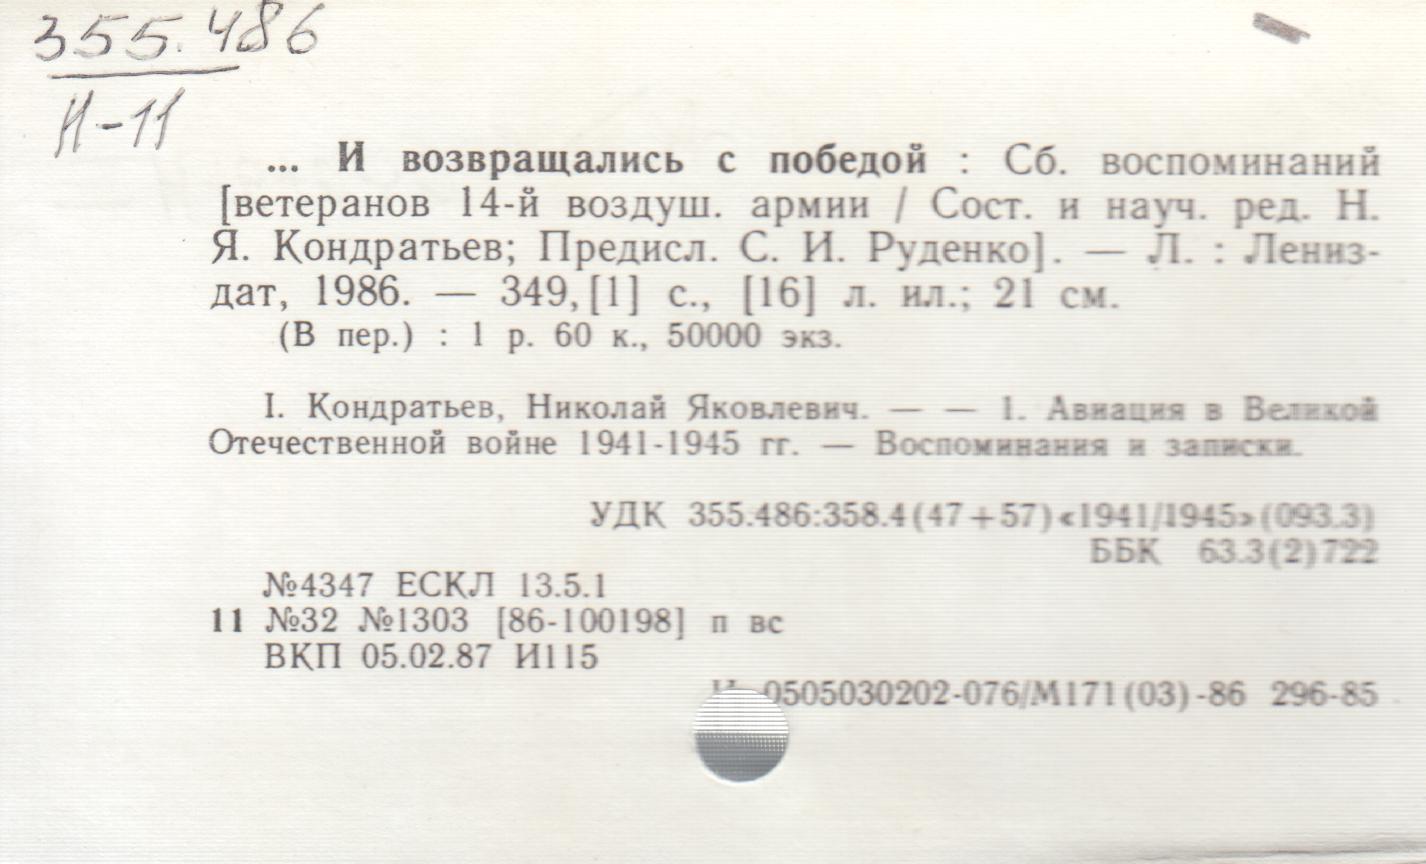 355.486
И-11
... И возвращались с победой : Сб. воспоминаний
[ветеранов 14-й воздуш. армии / Сост. и науч. ред. Н.
Я. Кондратьев; Предисл. С. И. Руденко]. — Л. : Лениз-
дат, 1986. — 349, [1] с., [16] л. ил.; 21 см.
(В пер.) : 1 р. 60 к., 50000 экз.
I. Кондратьев, Николай Яковлевич. — — 1. Авиация в Великой
Отечественной войне 1941-1945 гг. — Воспоминания и записки.
УДК 355.486:358.4(47+57)«1941/1945»(093.3)
ББК 63.3(2)722
№4347 ЕСКЛ 13.5.1
11 №32 №1303 [86-100198] п вс
ВКП 05.02.87 И115
0505030202-076/М171(03)-86 296-85